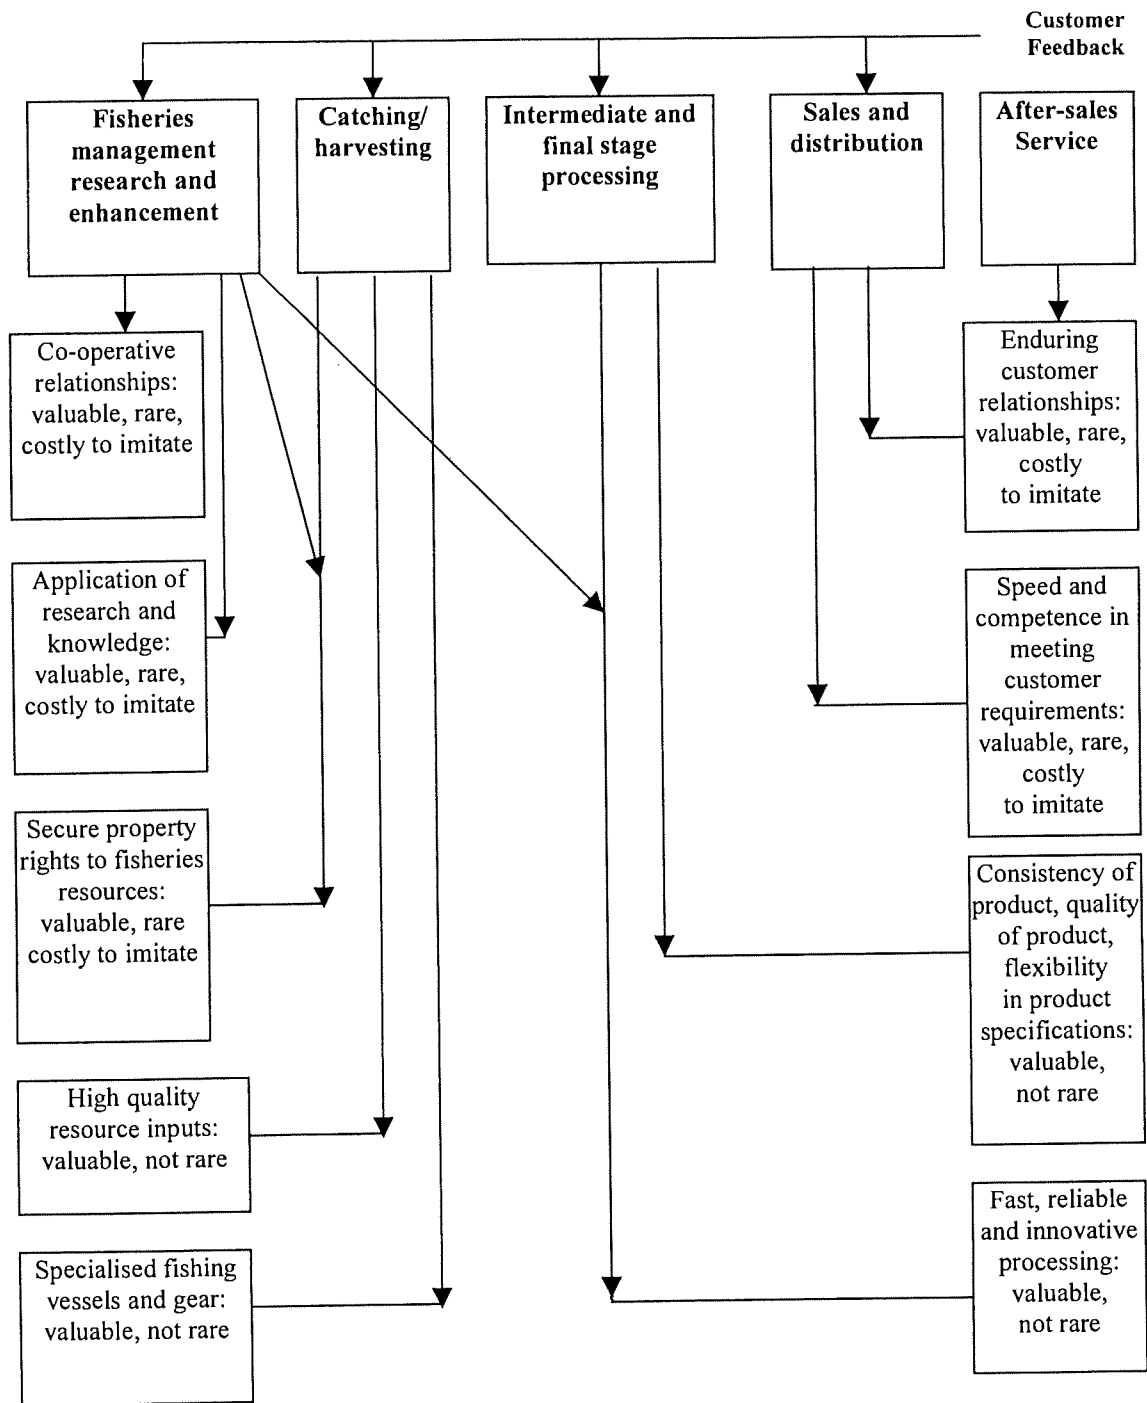 Customer
Feedback
Fisheries
management
research and
enhancement
Catching/
harvesting
Intermediate and
final stage
processing
Sales and
distribution
After-sales
Service
Co-operative
relationships:
valuable, rare,
costly to imitate
Application of
research and
knowledge:
valuable, rare,
costly to imitate
Secure property
rights to fisheries
resources:
valuable, rare
costly to imitate
High quality
resource inputs:
valuable, not rare
Specialised fishing
vessels and gear:
valuable, not rare
Enduring
customer
relationships:
valuable, rare,
costly
to imitate
Speed and
competence in
meeting
customer
requirements:
valuable, rare,
costly
to imitate
Consistency of
product, quality
of product,
flexibility
in product
specifications:
valuable,
not rare
Fast, reliable
and innovative
processing:
valuable,
not rare